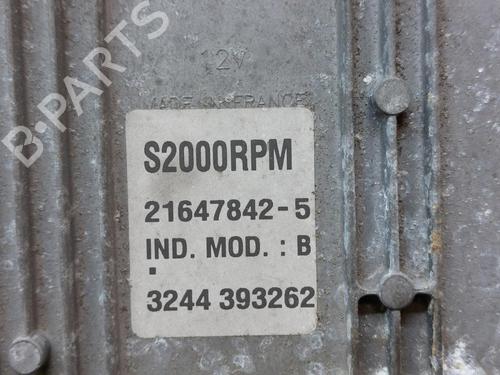 B-PARTS
12V
MADE IN FRANCE
S2000RPM
21647842-5
IND. MOD. : B
3244 393262